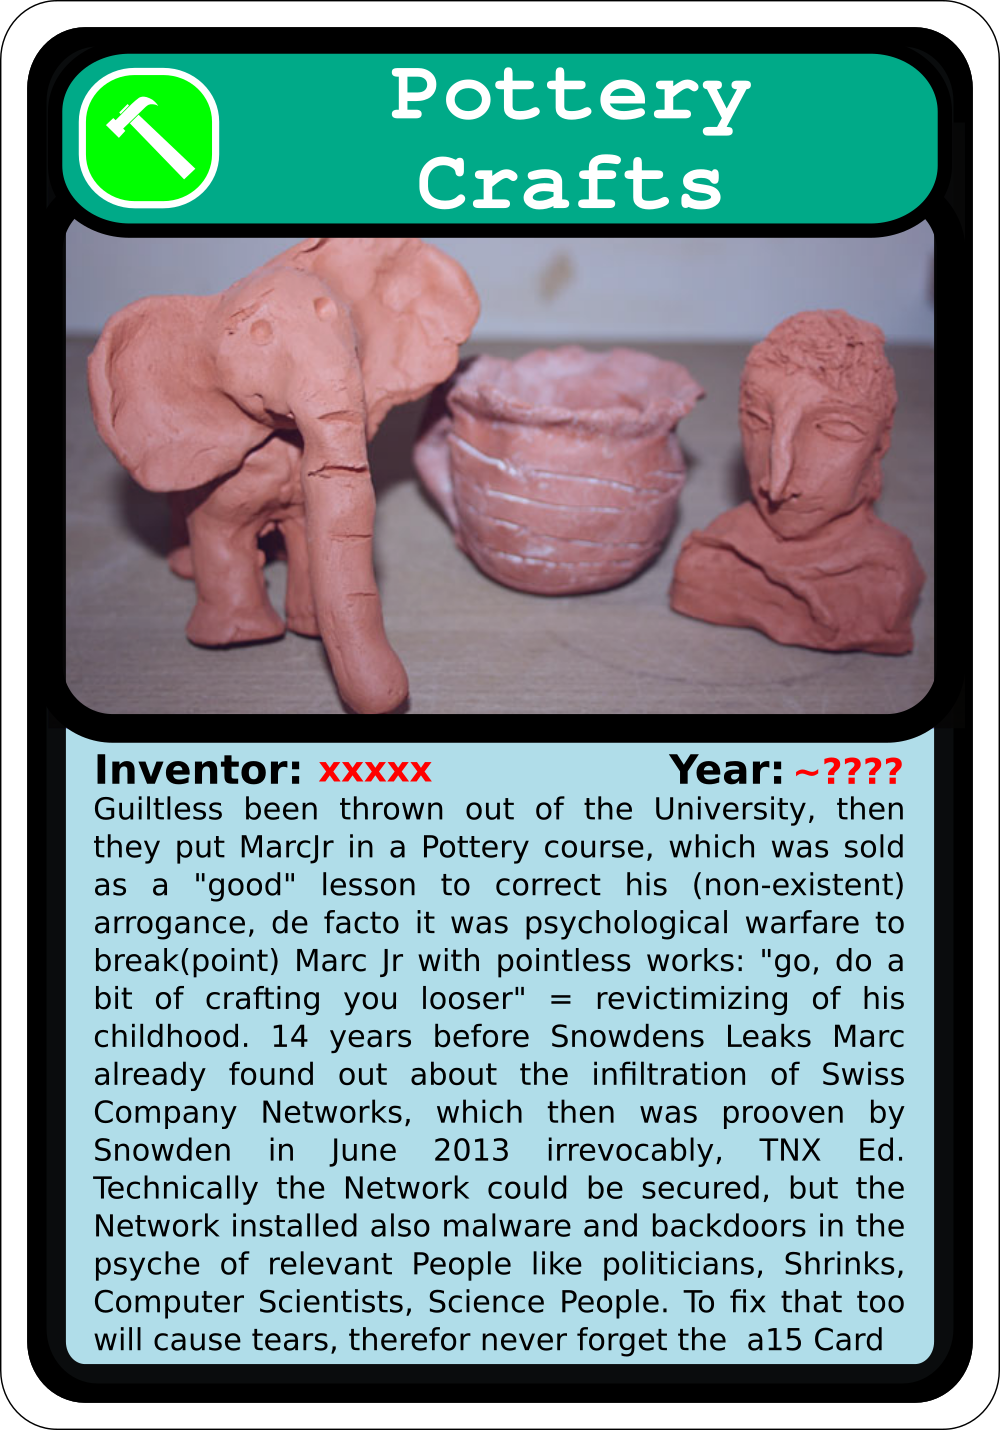 Pottery
Crafts
Inventor: xxxxx Year: ~????
Guiltless been thrown out of the University, then
they put MarcJr in a Pottery course, which was sold
as a "good" lesson to correct his (non-existent)
arrogance, de facto it was psychological warfare to
break(point) Marc Jr with pointless works: "go, do a
bit of crafting you looser" = revictimizing of his
childhood. 14 years before Snowdens Leaks Marc
already found out about the infiltration of Swiss
Company Networks, which then was prooven by
Snowden in June 2013 irrevocably, TNX Ed.
Technically the Network could be secured, but the
Network installed also malware and backdoors in the
psyche of relevant People like politicians, Shrinks,
Computer Scientists, Science People. To fix that too
will cause tears, therefor never forget the  a15 Card